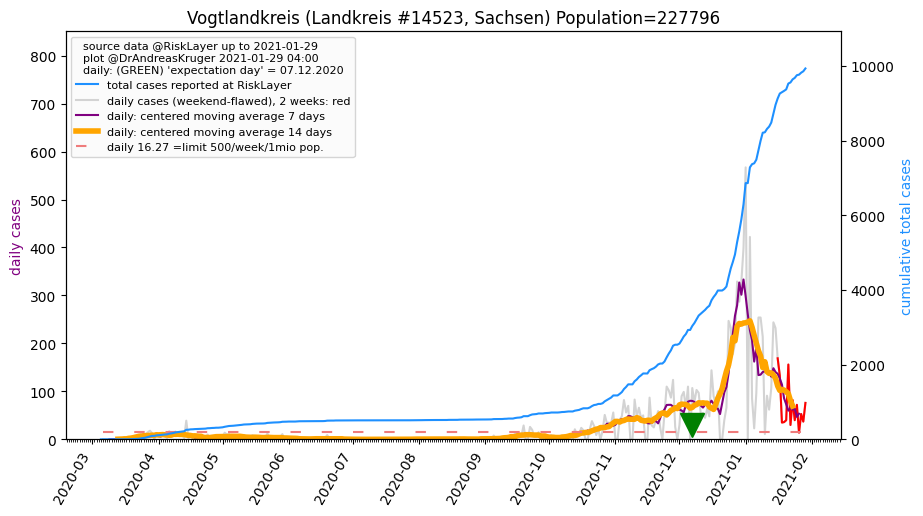 Vogtlandkreis (Landkreis #14523, Sachsen) Population=227796
source data @RiskLayer up to 2021-01-29
plot @DrAndreasKruger 2021-01-29 04:00
daily: (GREEN) 'expectation day' = 07.12.2020
total cases reported at RiskLayer
daily cases (weekend-flawed), 2 weeks: red
daily: centered moving average 7 days
daily: centered moving average 14 days
daily 16.27 =limit 500/week/1mio pop.
daily cases
800
700
600
500
400
300
200
100
0
cumulative total cases
10000
8000
6000
4000
2000
0
2020-03
2020-04
2020-05
2020-06
2020-07
2020-08
2020-09
2020-10
2020-11
2020-12
2021-01
2021-02